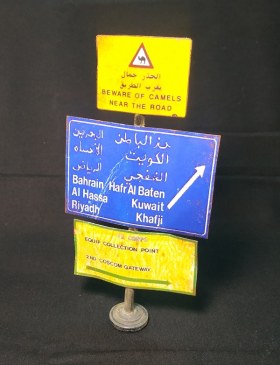 احذر جمال
بقرب الطريق
BEWARE OF CAMELS
NEAR THE ROAD
البحرين
حفر الباطن
الأحساء
الكويت
الرياض
الخفجي
Bahrain Hafr Al Baten
Al Hassa Kuwait
Riyadh Khafji
COLLECTION POINT
2ND COSCOM GATEWAY